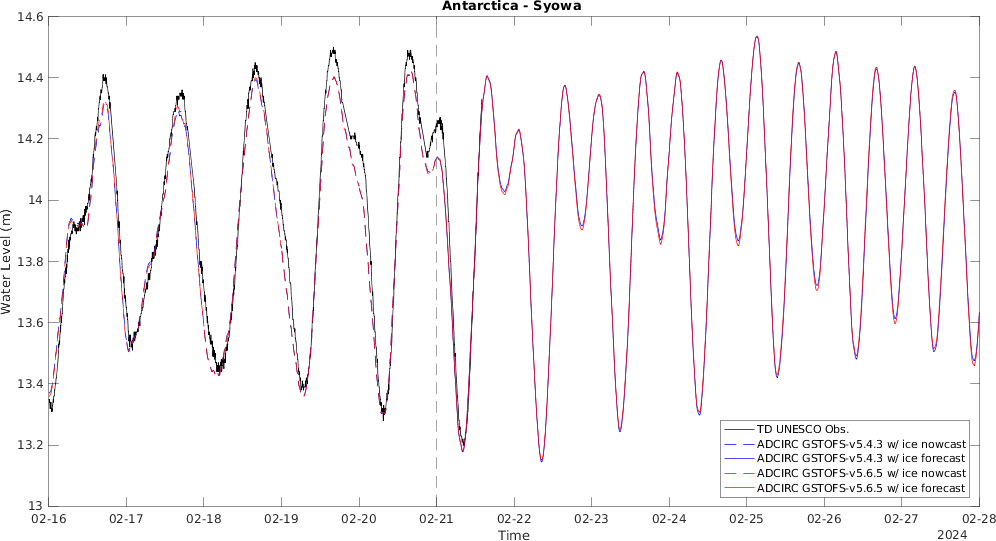 Antarctica - Syowa
14.6
14.4
14.2
14
13.8
13.6
13.4
13.2
13
Water Level (m)
TD UNESCO Obs.
ADCIRC GSTOFS-v5.4.3 w/ ice nowcast
ADCIRC GSTOFS-v5.4.3 w/ ice forecast
ADCIRC GSTOFS-v5.6.5 w/ ice nowcast
ADCIRC GSTOFS-v5.6.5 w/ ice forecast
02-16 02-17 02-18 02-19 02-20 02-21 02-22 02-23 02-24 02-25 02-26 02-27 02-28
Time
2024